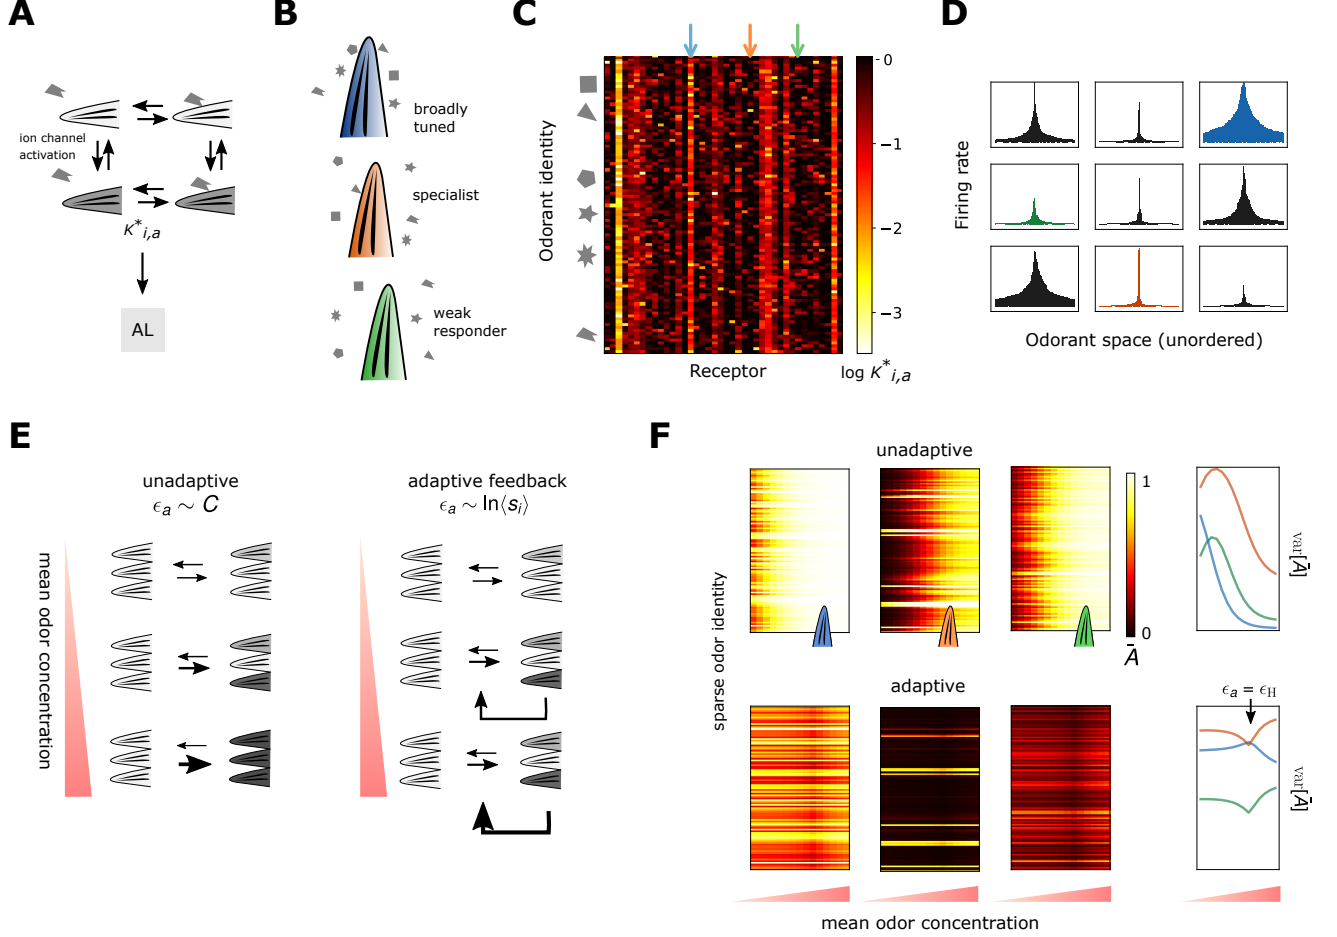 A
ion channel
activation
K*i,a
AL
B
broadly
tuned
specialist
weak
responder
C
Odorant identity
Receptor
0
−1
−2
−3
log K*i,a
D
Firing rate
Odorant space (unordered)
E
unadaptive
ϵa ∼ C
adaptive feedback
ϵa ∼ ln⟨si⟩
mean odor concentration
F
unadaptive
sparse odor identity
1
0
Ā
var[Ā]
adaptive
ϵa = ϵH
var[Ā]
mean odor concentration